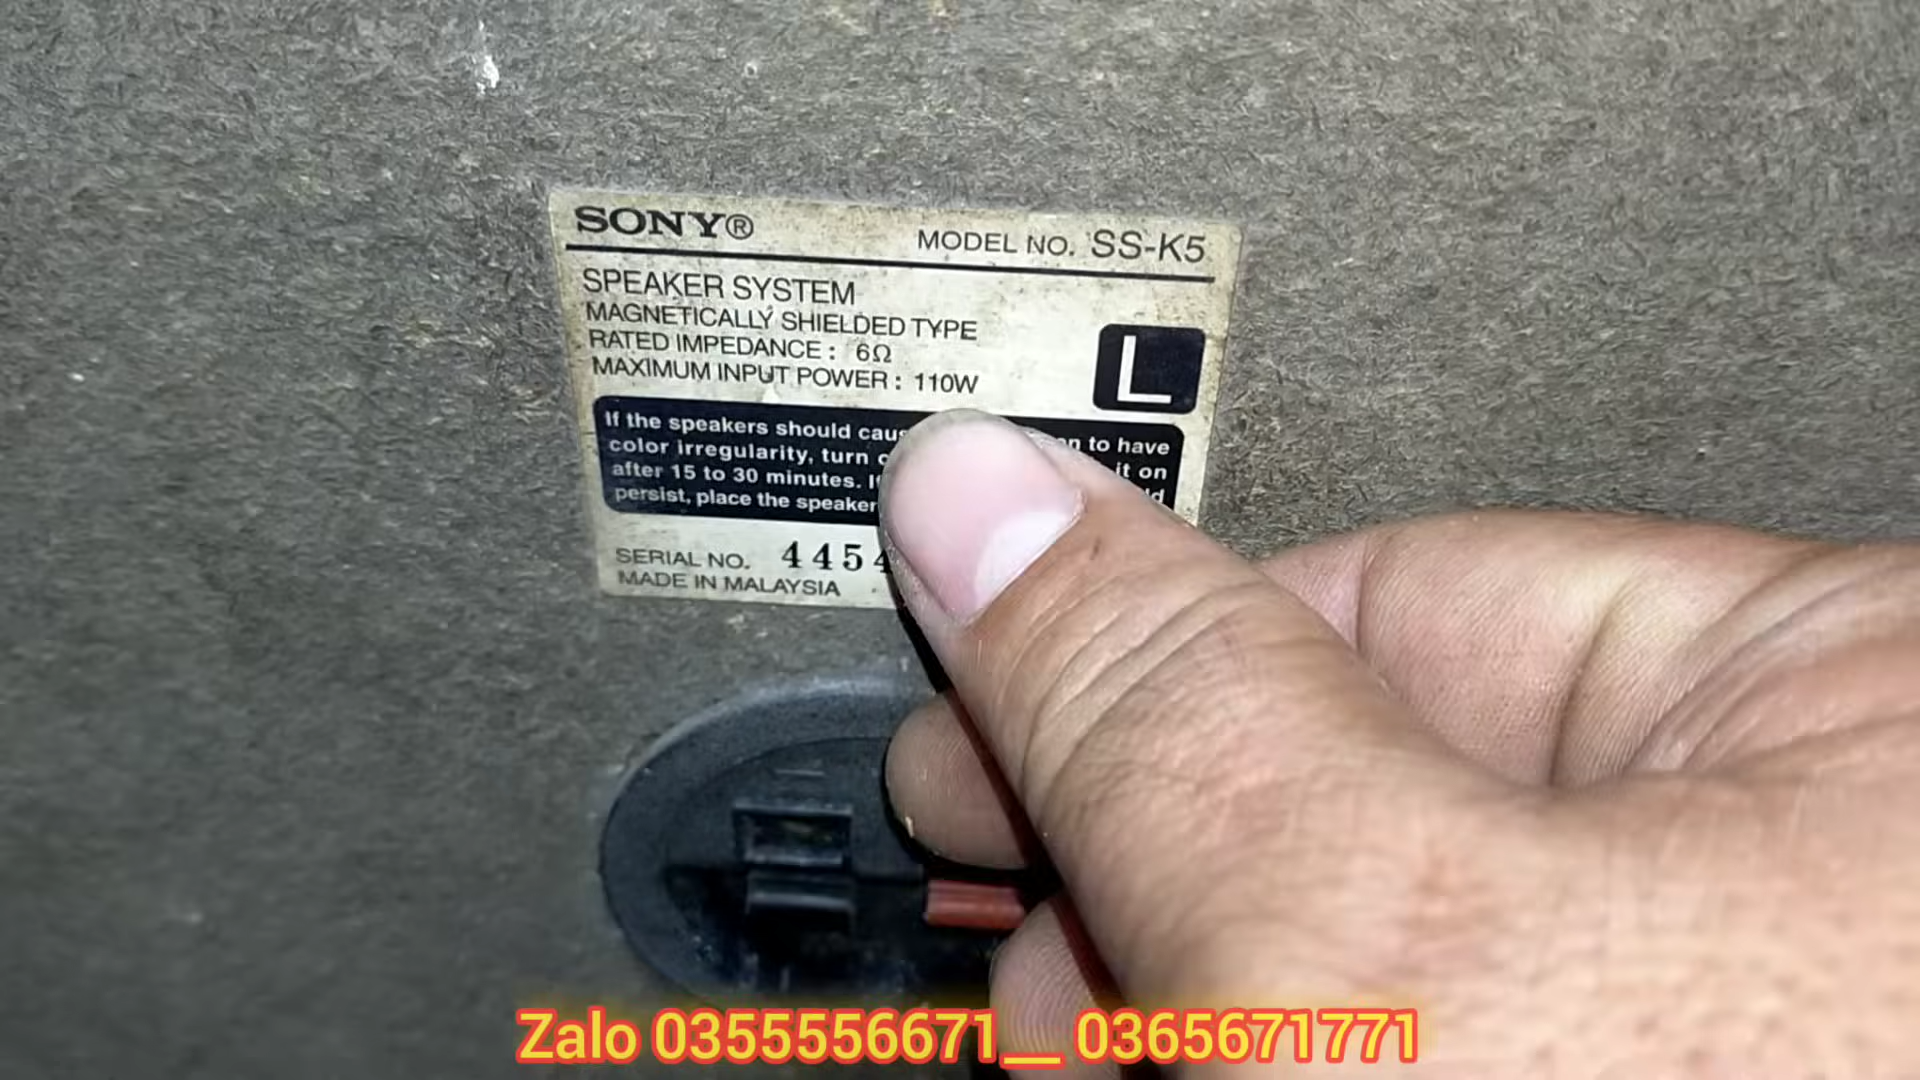 SONY®
MODEL NO. SS-K5
SPEAKER SYSTEM
MAGNETICALLY SHIELDED TYPE
RATED IMPEDANCE : 6Ω
MAXIMUM INPUT POWER : 110W
L
If the speakers should to have
color irregularity, turn it on
after 15 to 30 minutes.
persist, place the speaker
SERIAL NO. 4454
MADE IN MALAYSIA
Zalo 0355556671__ 0365671771